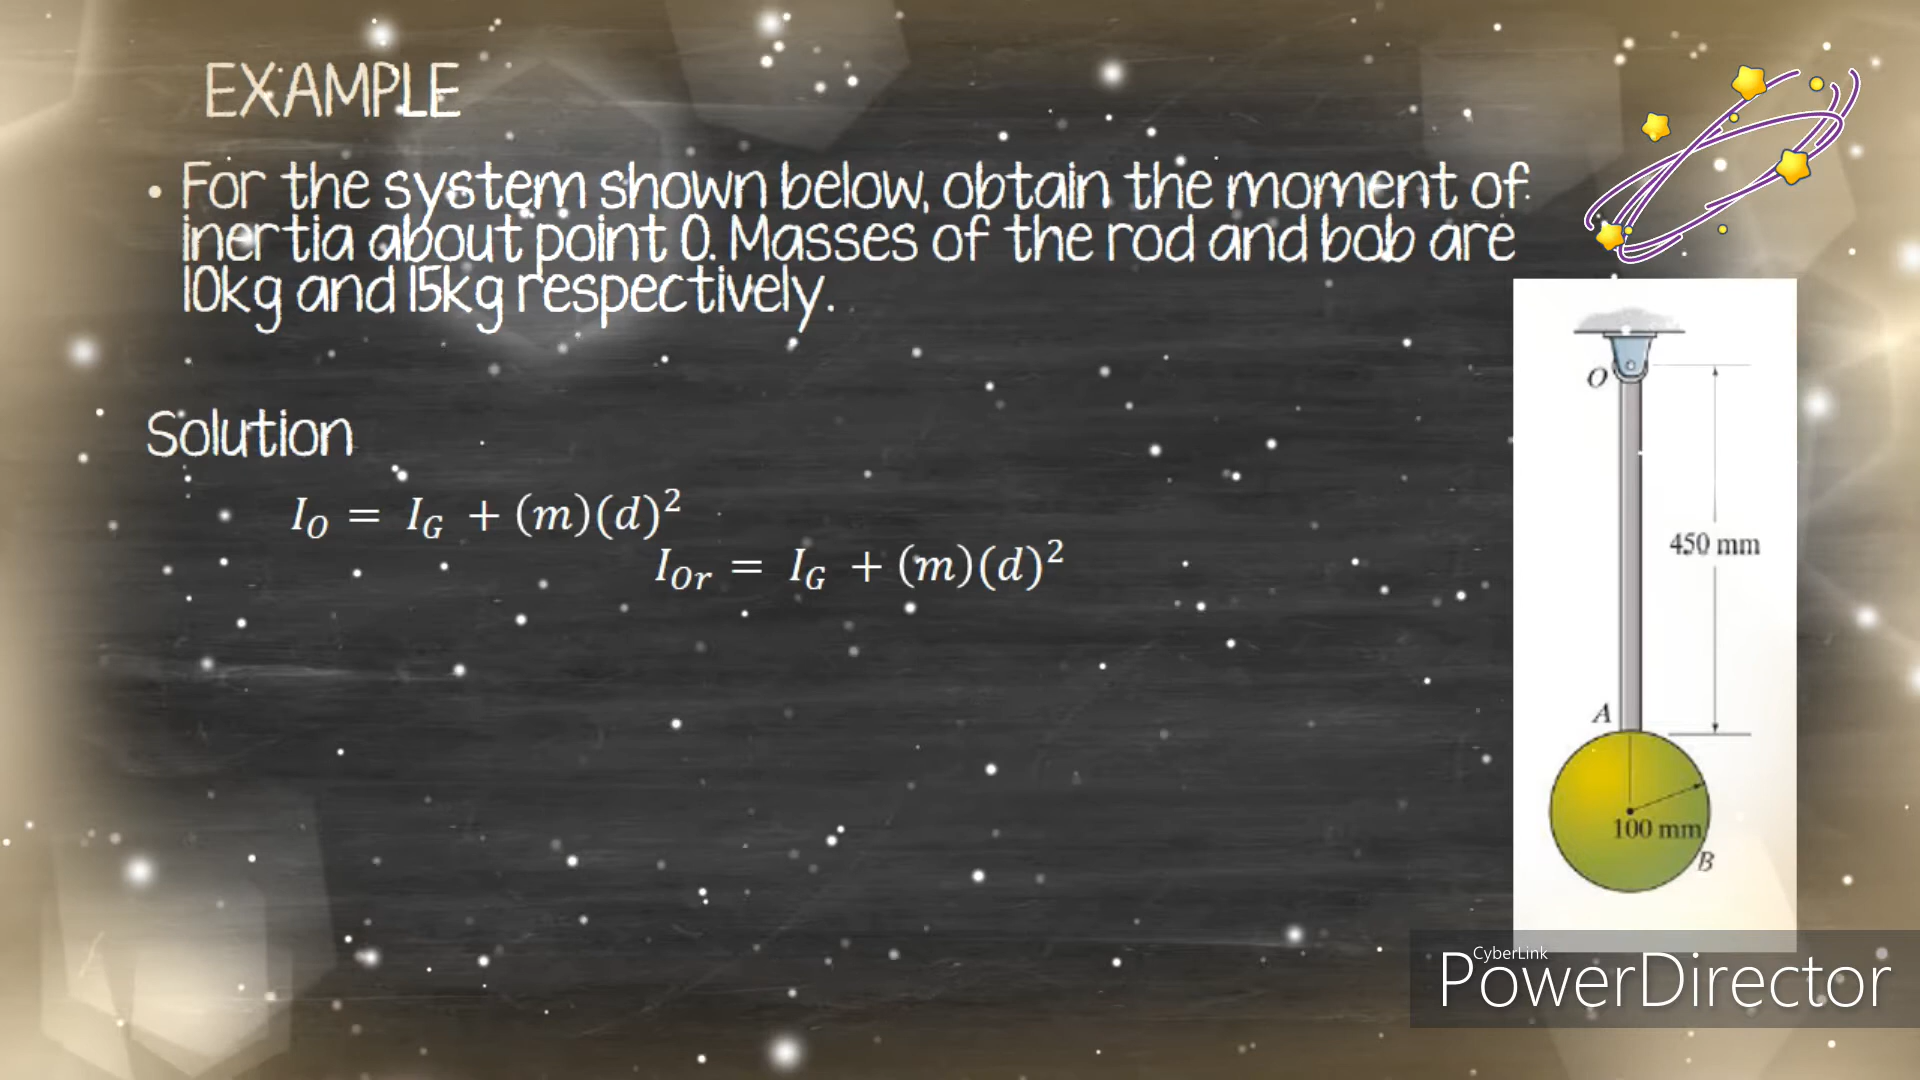 EXAMPLE
• For the system shown below, obtain the moment of
inertia about point O. Masses of the rod and bob are
10kg and 15kg respectively.
Solution
I_O = I_G + (m)(d)²
I_Or = I_G + (m)(d)²
O
450 mm
A
100 mm
B
CyberLink
PowerDirector